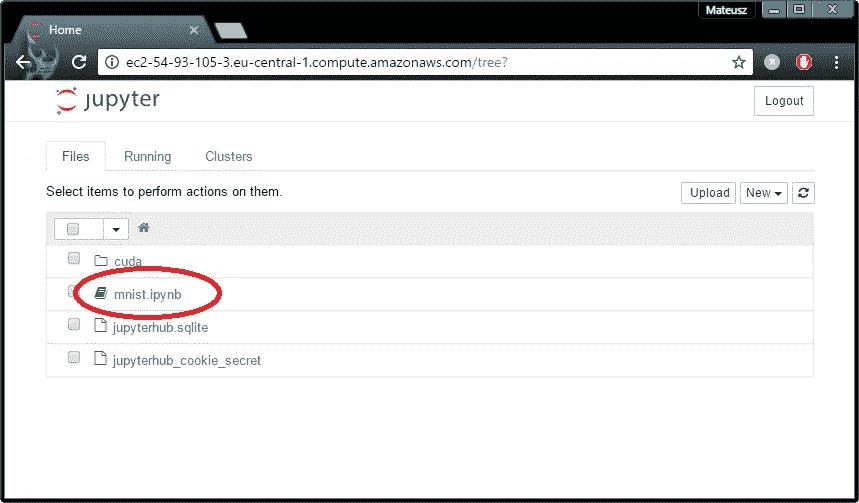 Mateusz
Home
ec2-54-93-105-3.eu-central-1.compute.amazonaws.com/tree?
jupyter
Logout
Files Running Clusters
Select items to perform actions on them.
Upload New
cuda
mnist.ipynb
jupyterhub.sqlite
jupyterhub_cookie_secret